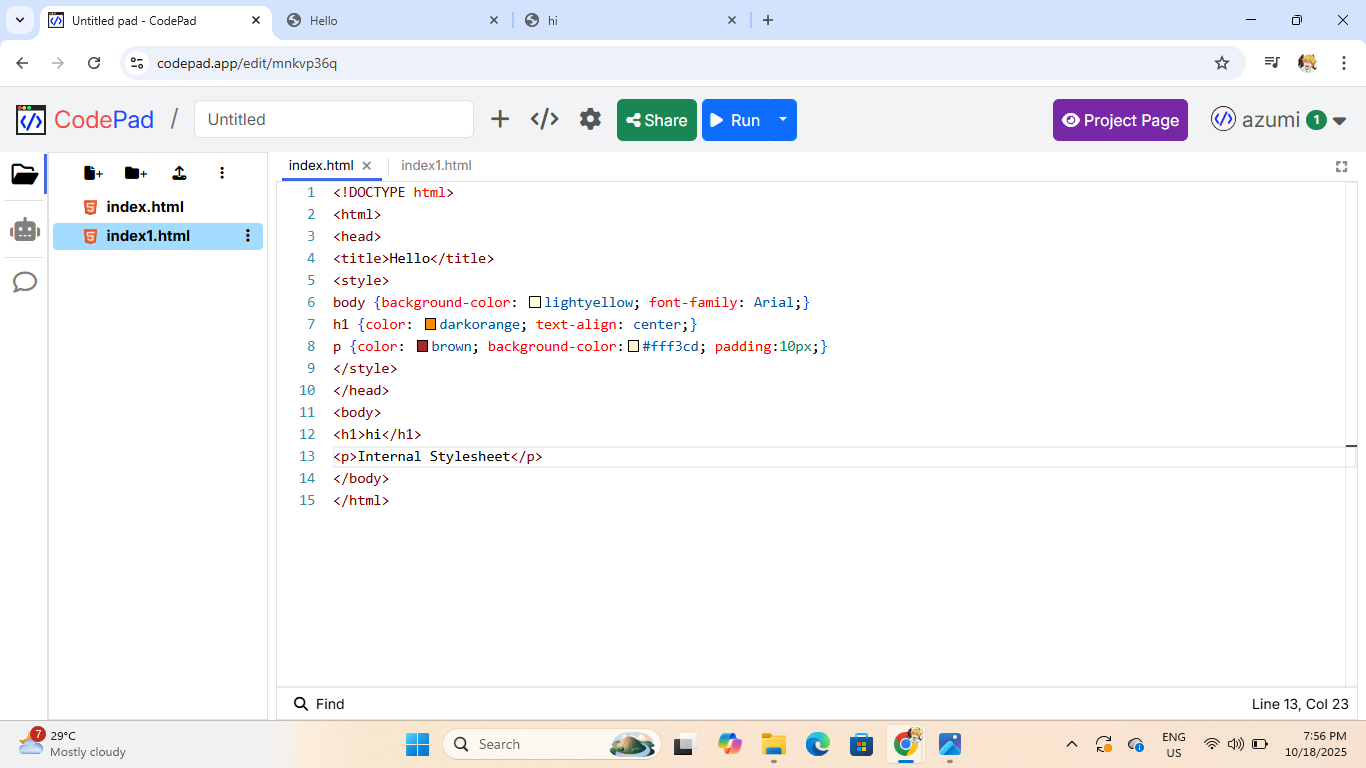 Untitled pad - CodePad
Hello
hi
codepad.app/edit/mnkvp36q
CodePad / Untitled
Share
Run
Project Page
azumi 1
index.html
index1.html
index.html
index1.html
1 <!DOCTYPE html>
2 <html>
3 <head>
4 <title>Hello</title>
5 <style>
6 body {background-color: lightyellow; font-family: Arial;}
7 h1 {color: darkorange; text-align: center;}
8 p {color: brown; background-color: #fff3cd; padding:10px;}
9 </style>
10 </head>
11 <body>
12 <h1>hi</h1>
13 <p>Internal Stylesheet</p>
14 </body>
15 </html>
Find
Line 13, Col 23
7
29°C
Mostly cloudy
Search
ENG
US
7:56 PM
10/18/2025